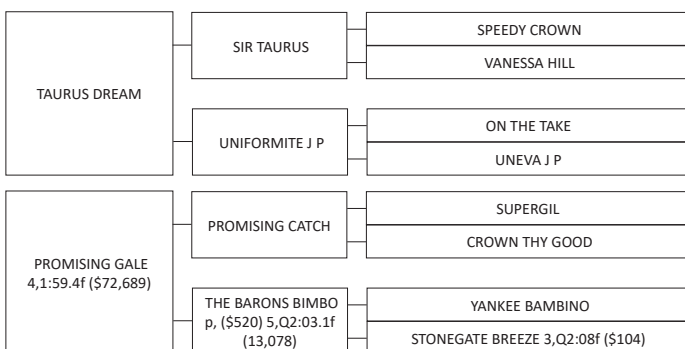 TAURUS DREAM
SIR TAURUS
SPEEDY CROWN
VANESSA HILL
UNIFORMITE J P
ON THE TAKE
UNEVA J P
PROMISING GALE
4,1:59.4f ($72,689)
PROMISING CATCH
SUPERGIL
CROWN THY GOOD
THE BARONS BIMBO
p, ($520) 5,Q2:03.1f
(13,078)
YANKEE BAMBINO
STONEGATE BREEZE 3,Q2:08f ($104)